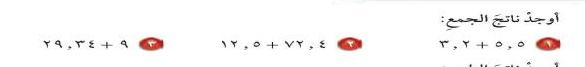 أوجدْ ناتجَ الجمعِ:
١ ٣,٢ + ٥,٥ ٢ ١٢,٥ + ٧٢,٤ ٣ ٢٩,٣٤ + ٩